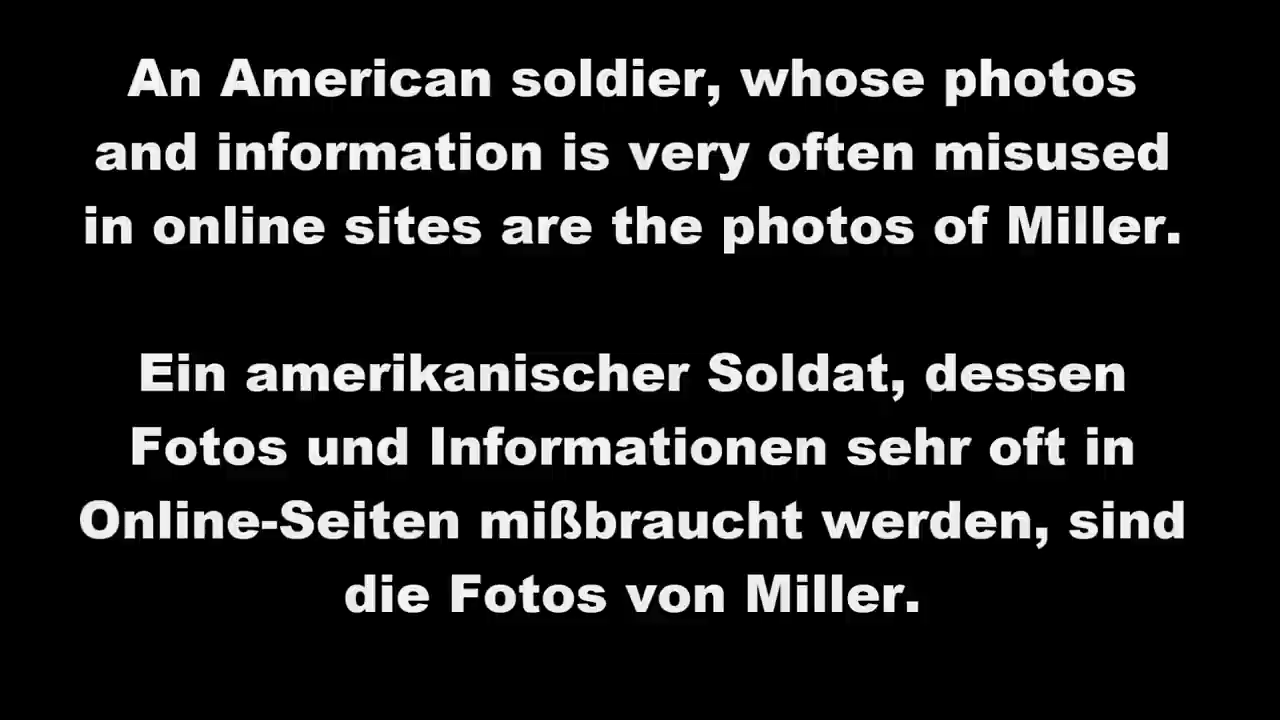 An American soldier, whose photos
and information is very often misused
in online sites are the photos of Miller.
Ein amerikanischer Soldat, dessen
Fotos und Informationen sehr oft in
Online-Seiten mißbraucht werden, sind
die Fotos von Miller.